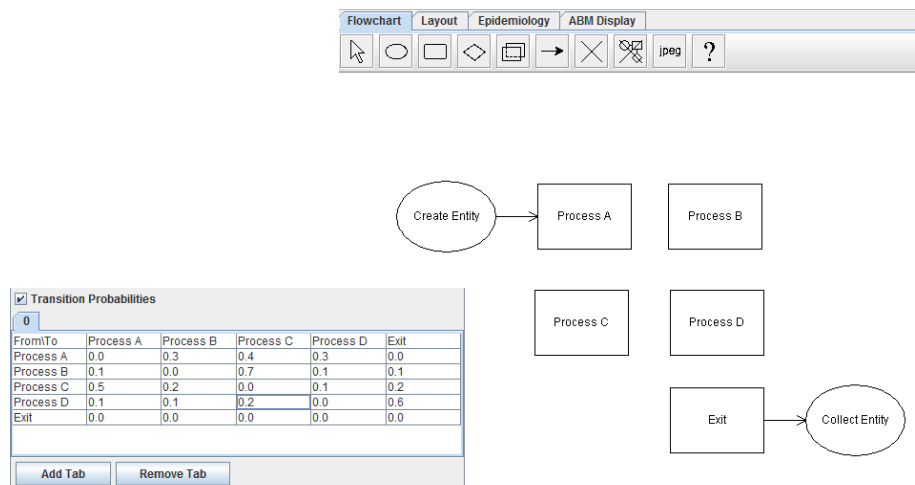 Flowchart Layout Epidemiology ABM Display
jpeg ?
Create Entity Process A Process B
Process C Process D
Exit Collect Entity
Transition Probabilities
0
From\To Process A Process B Process C Process D Exit
Process A 0.0 0.3 0.4 0.3 0.0
Process B 0.1 0.0 0.7 0.1 0.1
Process C 0.5 0.2 0.0 0.1 0.2
Process D 0.1 0.1 0.2 0.0 0.6
Exit 0.0 0.0 0.0 0.0 0.0
Add Tab Remove Tab